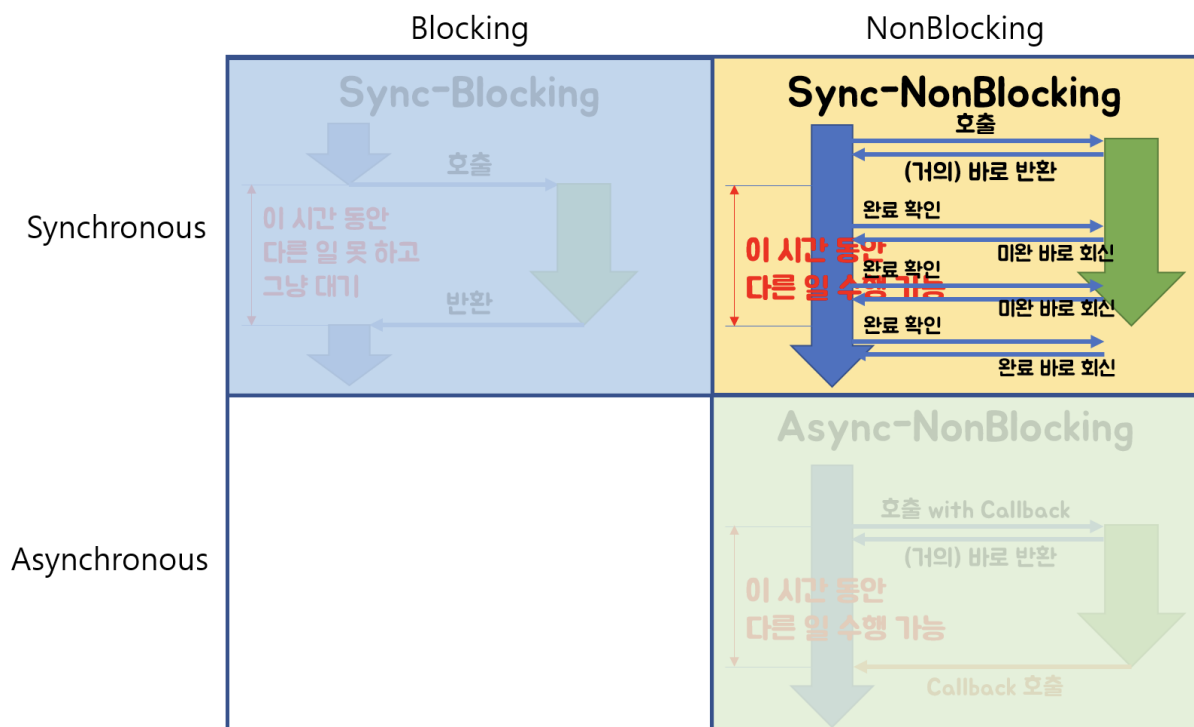 Blocking
NonBlocking
Synchronous
Sync-Blocking
호출
이 시간 동안
다른 일 못 하고
그냥 대기
반환
Sync-NonBlocking
호출
(거의) 바로 반환
완료 확인
미완 바로 회신
이 시간 동안
다른 일 수행 가능
완료 확인
미완 바로 회신
완료 확인
완료 바로 회신
Asynchronous
Async-NonBlocking
호출 with Callback
(거의) 바로 반환
이 시간 동안
다른 일 수행 가능
Callback 호출